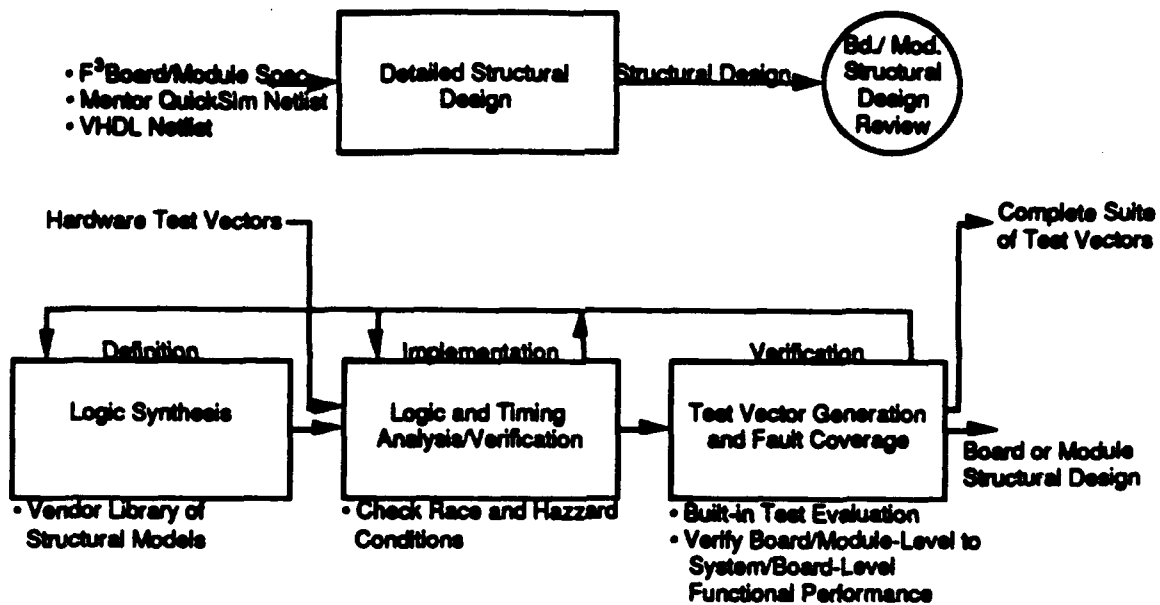 • F³Board/Module Spec
• Mentor QuickSim Netlist
• VHDL Netlist
Detailed Structural
Design
Structural Design
Bd./ Mod.
Structural
Design
Review
Hardware Test Vectors
Complete Suite
of Test Vectors
Definition
Logic Synthesis
• Vendor Library of
Structural Models
Implementation
Logic and Timing
Analysis/Verification
• Check Race and Hazzard
Conditions
Verification
Test Vector Generation
and Fault Coverage
• Built-in Test Evaluation
• Verify Board/Module-Level to
System/Board-Level
Functional Performance
Board or Module
Structural Design